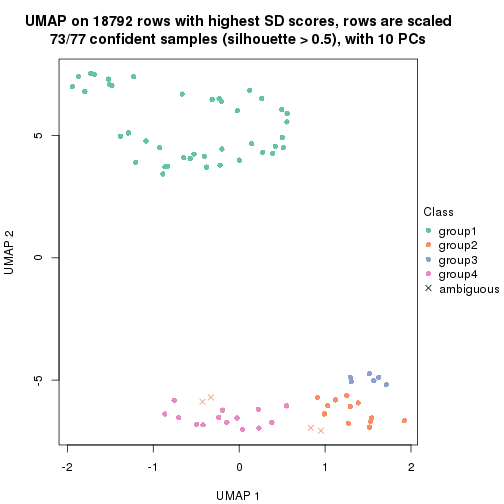 UMAP on 18792 rows with highest SD scores, rows are scaled
73/77 confident samples (silhouette > 0.5), with 10 PCs
5
0
-5
UMAP 2
-2
-1
0
1
2
UMAP 1
Class
group1
group2
group3
group4
ambiguous